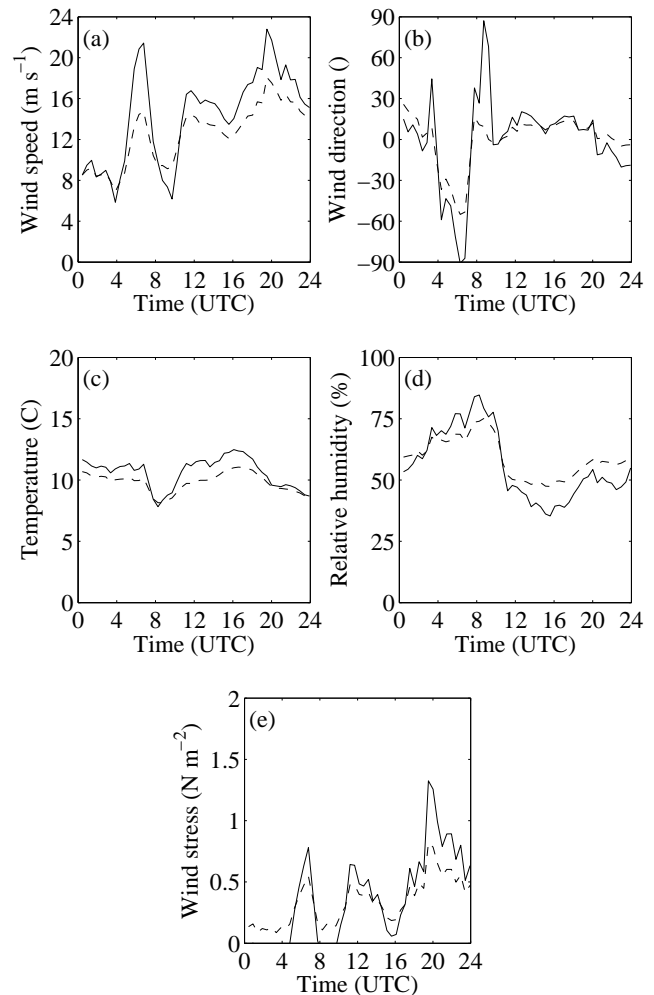 (a)
Wind speed (m s−1)
24
20
16
12
8
4
0
0 4 8 12 16 20 24
Time (UTC)
(b)
Wind direction ()
90
60
30
0
−30
−60
−90
0 4 8 12 16 20 24
Time (UTC)
(c)
Temperature (C)
20
15
10
5
0
0 4 8 12 16 20 24
Time (UTC)
(d)
Relative humidity (%)
100
75
50
25
0
0 4 8 12 16 20 24
Time (UTC)
(e)
Wind stress (N m−2)
2
1.5
1
0.5
0
0 4 8 12 16 20 24
Time (UTC)